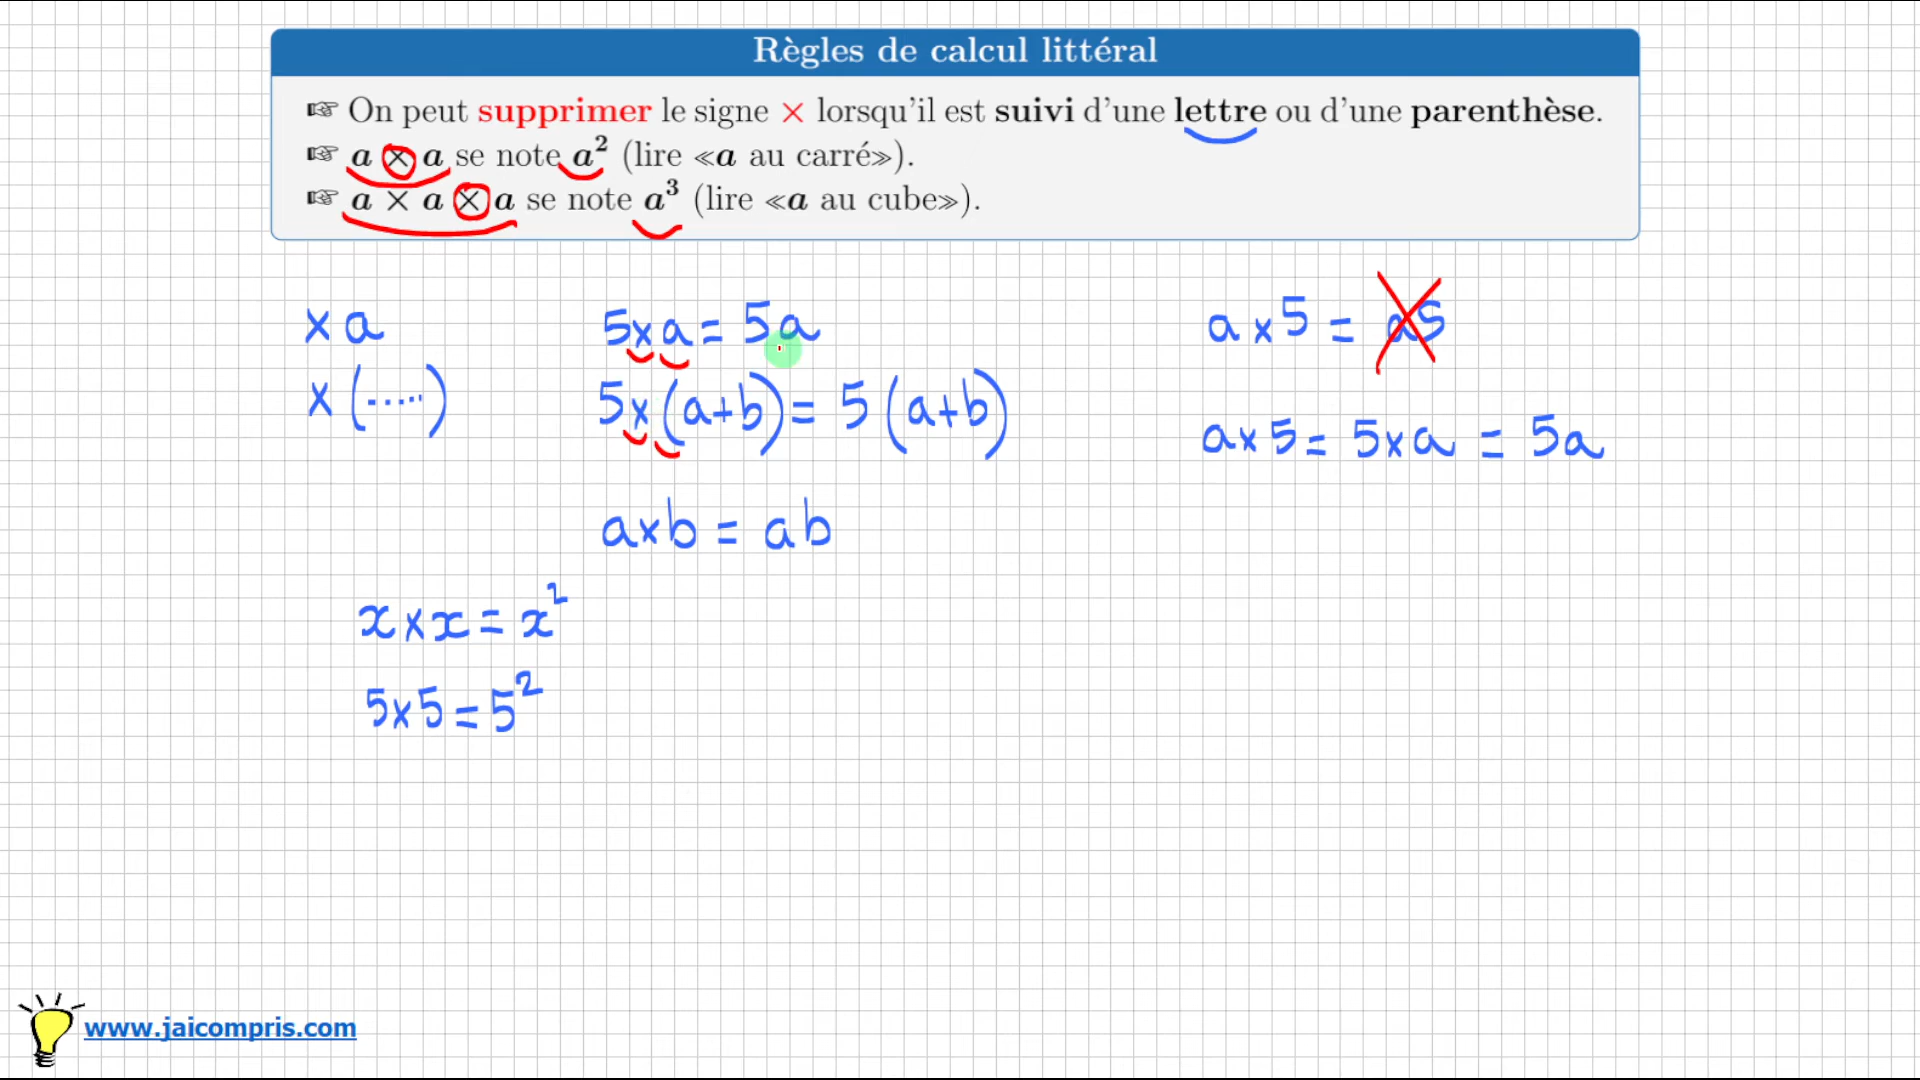 Règles de calcul littéral
☞ On peut supprimer le signe × lorsqu'il est suivi d'une lettre ou d'une parenthèse.
☞ a × a se note a² (lire ≪a au carré≫).
☞ a × a × a se note a³ (lire ≪a au cube≫).
× a
5×a = 5a
a×5 = a5
× (.....)
5×(a+b) = 5(a+b)
a×5 = 5×a = 5a
a×b = ab
x×x = x²
5×5 = 5²
www.jaicompris.com